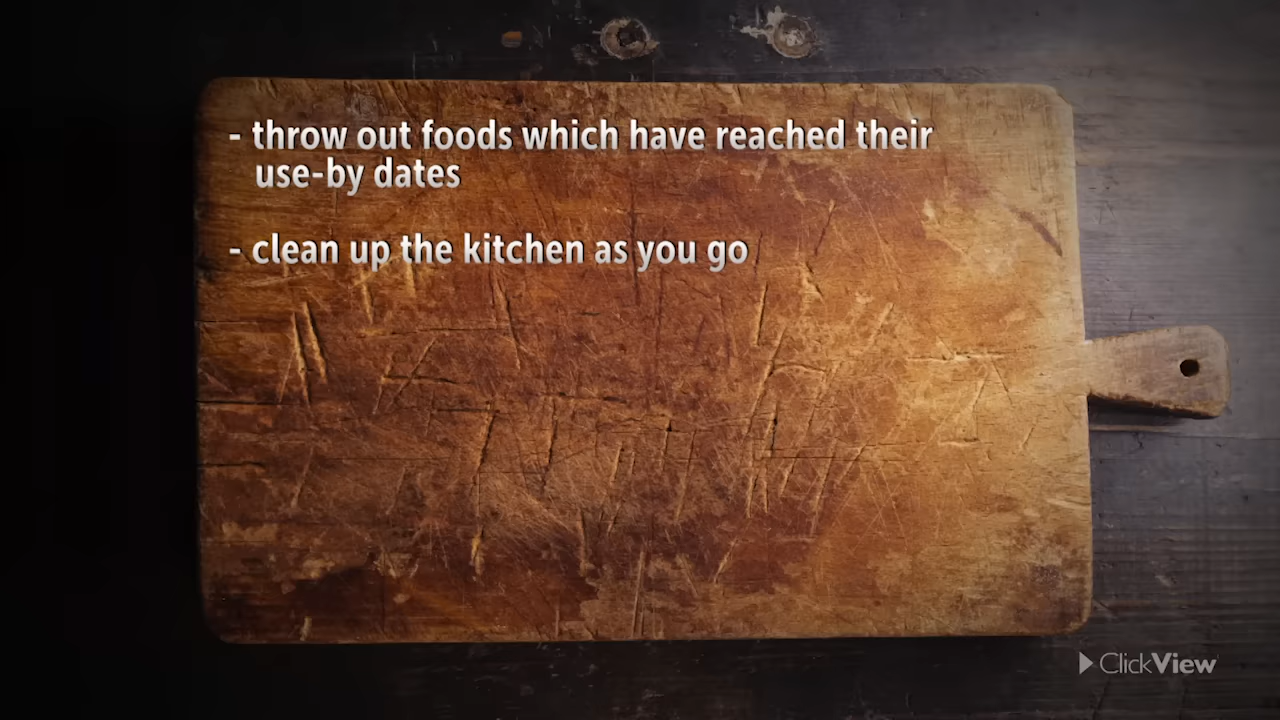 - throw out foods which have reached their
use-by dates
- clean up the kitchen as you go
ClickView